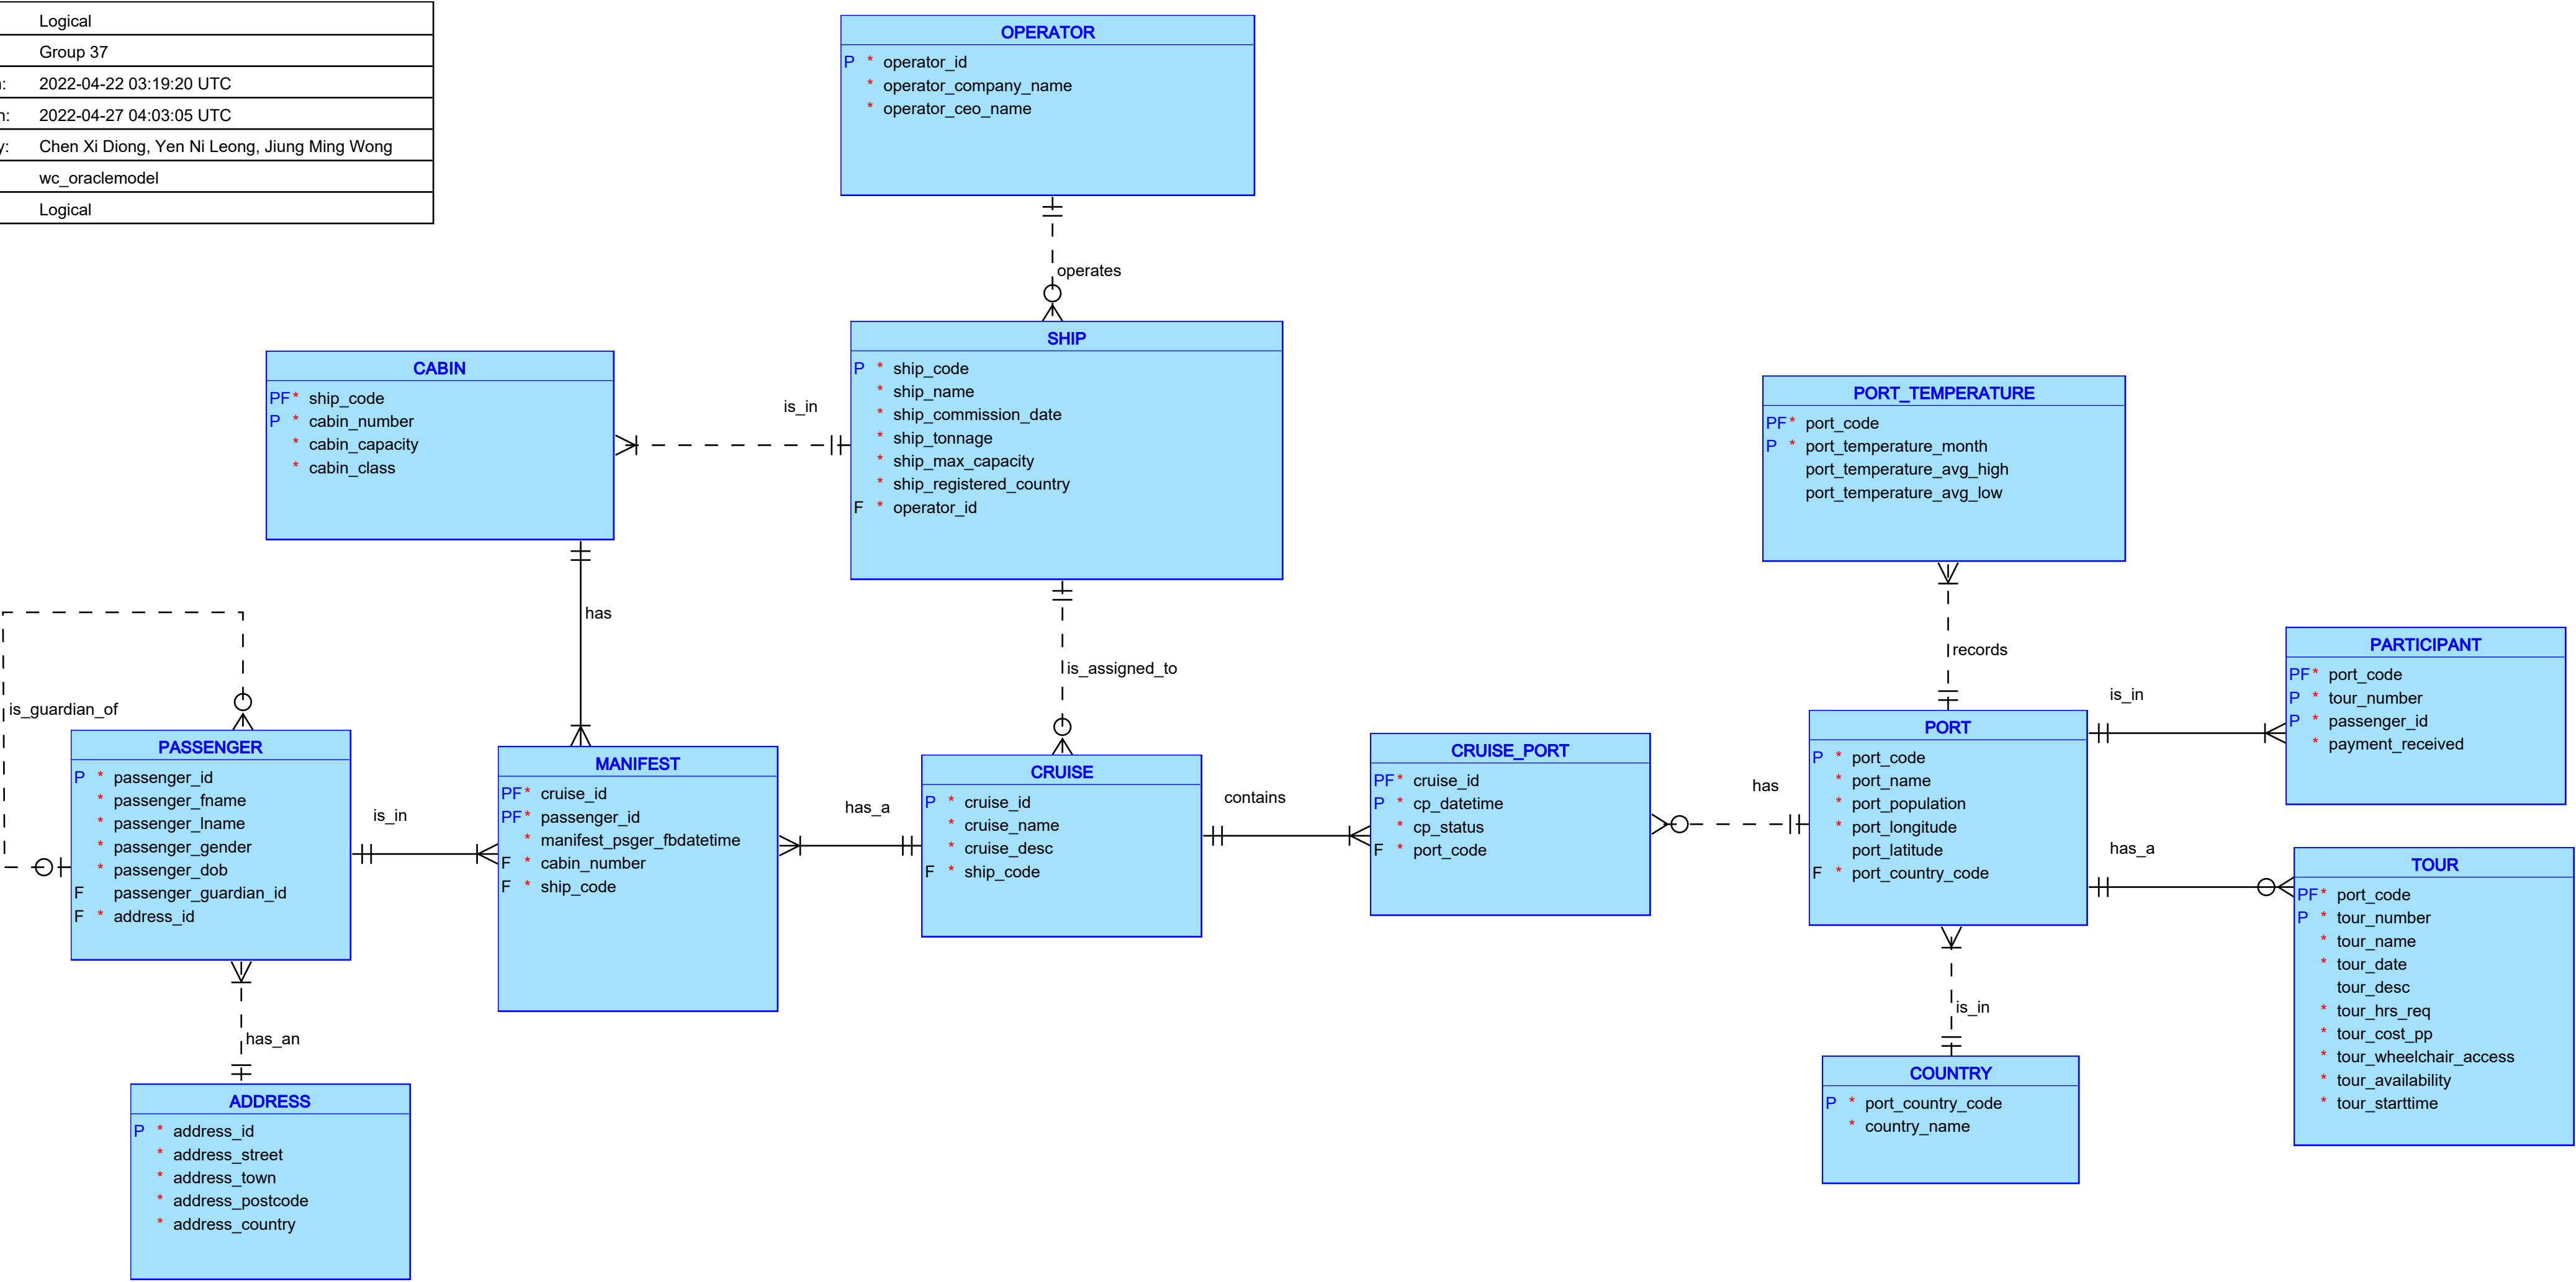 Logical
Group 37
n: 2022-04-22 03:19:20 UTC
n: 2022-04-27 04:03:05 UTC
y: Chen Xi Diong, Yen Ni Leong, Jiung Ming Wong
wc_oraclemodel
Logical
OPERATOR
P * operator_id
* operator_company_name
* operator_ceo_name
operates
SHIP
P * ship_code
* ship_name
* ship_commission_date
* ship_tonnage
* ship_max_capacity
* ship_registered_country
F * operator_id
CABIN
PF * ship_code
P * cabin_number
* cabin_capacity
* cabin_class
is_in
has
is_assigned_to
PORT_TEMPERATURE
PF * port_code
P * port_temperature_month
port_temperature_avg_high
port_temperature_avg_low
records
is_guardian_of
PASSENGER
P * passenger_id
* passenger_fname
* passenger_lname
* passenger_gender
* passenger_dob
F passenger_guardian_id
F * address_id
is_in
MANIFEST
PF * cruise_id
PF * passenger_id
* manifest_psger_fbdatetime
F * cabin_number
F * ship_code
has_a
CRUISE
P * cruise_id
* cruise_name
* cruise_desc
F * ship_code
contains
CRUISE_PORT
PF * cruise_id
P * cp_datetime
* cp_status
F * port_code
has
PORT
P * port_code
* port_name
* port_population
* port_longitude
port_latitude
F * port_country_code
is_in
PARTICIPANT
PF * port_code
P * tour_number
P * passenger_id
* payment_received
has_a
TOUR
PF * port_code
P * tour_number
* tour_name
* tour_date
tour_desc
* tour_hrs_req
* tour_cost_pp
* tour_wheelchair_access
* tour_availability
* tour_starttime
has_an
ADDRESS
P * address_id
* address_street
* address_town
* address_postcode
* address_country
is_in
COUNTRY
P * port_country_code
* country_name